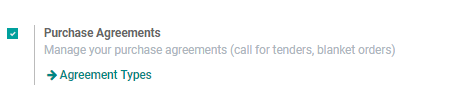 Purchase Agreements
Manage your purchase agreements (call for tenders, blanket orders)
Agreement Types